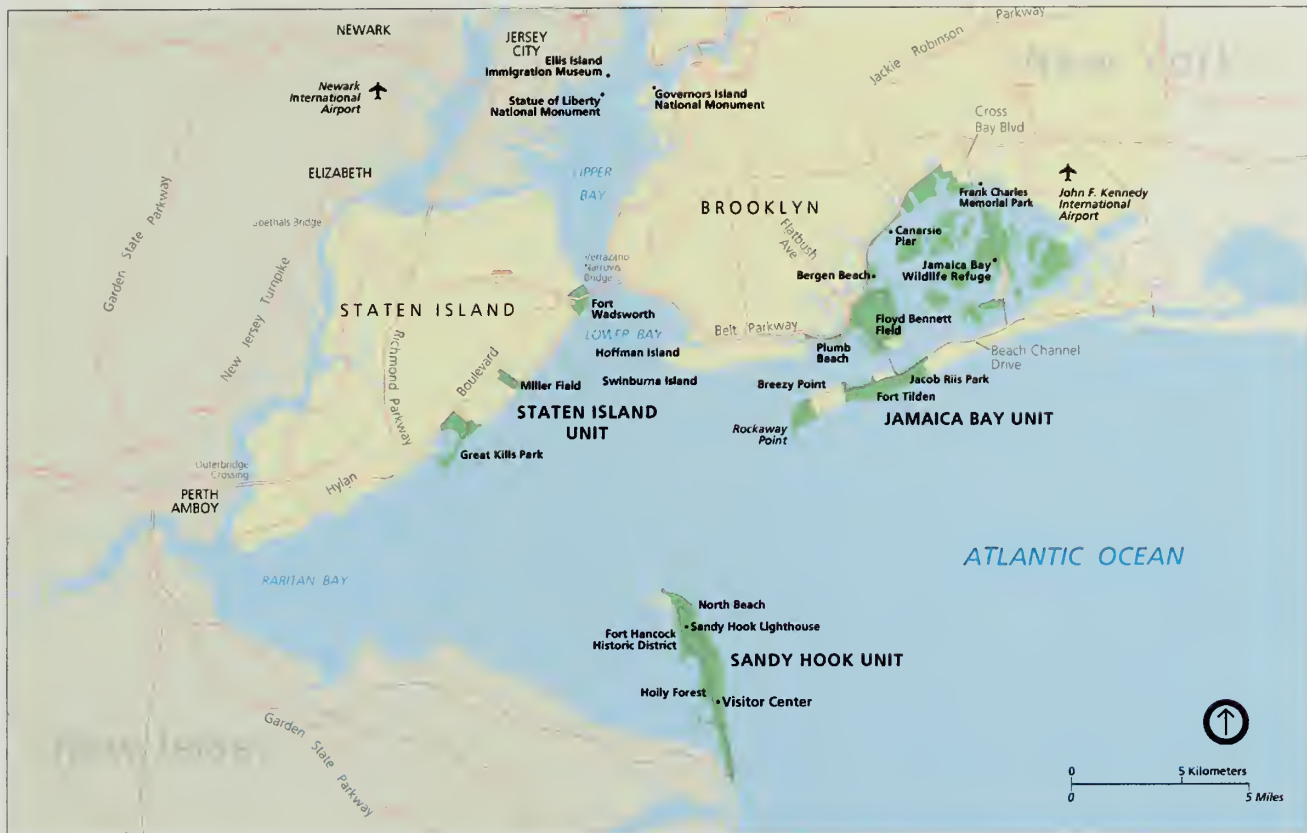 NEWARK
JERSEY
CITY
Ellis Island
Immigration Museum
Newark
International
Airport
Statue of Liberty
National Monument
Governors Island
National Monument
Parkway
Jackie Robinson
New York
Cross
Bay Blvd
ELIZABETH
UPPER
BAY
BROOKLYN
Flatbush
Ave
Frank Charles
Memorial Park
John F. Kennedy
International
Airport
Canarsie
Pier
Garden State Parkway
Goethals Bridge
New Jersey Turnpike
Verrazano
Narrows
Bridge
Bergen Beach
Jamaica Bay
Wildlife Refuge
STATEN ISLAND
Fort
Wadsworth
LOWER BAY
Belt Parkway
Floyd Bennett
Field
Hoffman Island
Plumb
Beach
Beach Channel
Drive
Richmond Parkway
Boulevard
Miller Field
Swinburne Island
Breezy Point
Jacob Riis Park
Fort Tilden
STATEN ISLAND
UNIT
JAMAICA BAY UNIT
Rockaway
Point
Great Kills Park
Outerbridge
Crossing
Hylan
PERTH
AMBOY
RARITAN BAY
ATLANTIC OCEAN
North Beach
Sandy Hook Lighthouse
Fort Hancock
Historic District
SANDY HOOK UNIT
Holly Forest
Visitor Center
Garden State Parkway
New Jersey
0 5 Kilometers
0 5 Miles